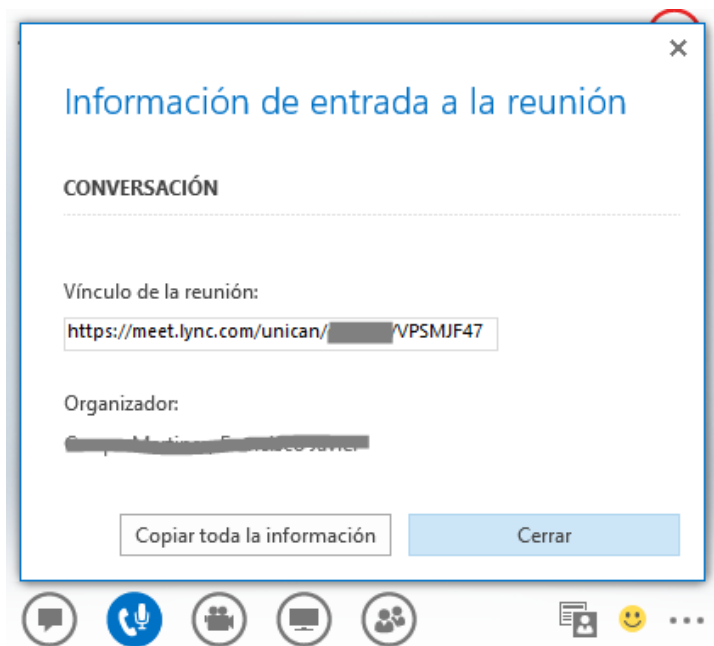 Información de entrada a la reunión
CONVERSACIÓN
Vínculo de la reunión:
https://meet.lync.com/unican/ /VPSMJF47
Organizador:
Copiar toda la información
Cerrar